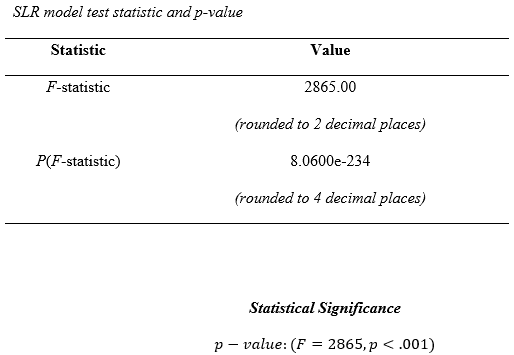 SLR model test statistic and p-value
Statistic Value
F-statistic 2865.00
(rounded to 2 decimal places)
P(F-statistic) 8.0600e-234
(rounded to 4 decimal places)
Statistical Significance
p − value: (F = 2865, p < .001)